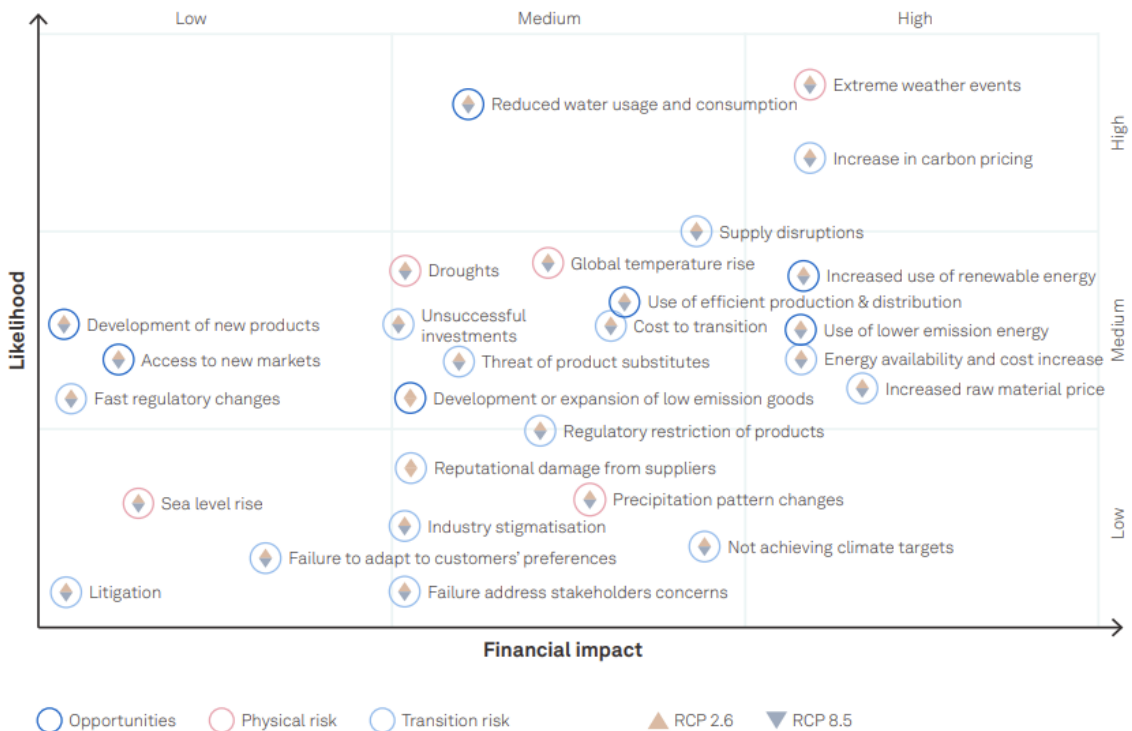 Low
Medium
High
Extreme weather events
Reduced water usage and consumption
High
Increase in carbon pricing
Supply disruptions
Global temperature rise
Droughts
Increased use of renewable energy
Use of efficient production & distribution
Likelihood
Development of new products
Unsuccessful
investments
Cost to transition
Use of lower emission energy
Medium
Access to new markets
Threat of product substitutes
Energy availability and cost increase
Increased raw material price
Fast regulatory changes
Development or expansion of low emission goods
Regulatory restriction of products
Reputational damage from suppliers
Sea level rise
Precipitation pattern changes
Low
Industry stigmatisation
Not achieving climate targets
Failure to adapt to customers’ preferences
Litigation
Failure address stakeholders concerns
Financial impact
Opportunities
Physical risk
Transition risk
RCP 2.6
RCP 8.5